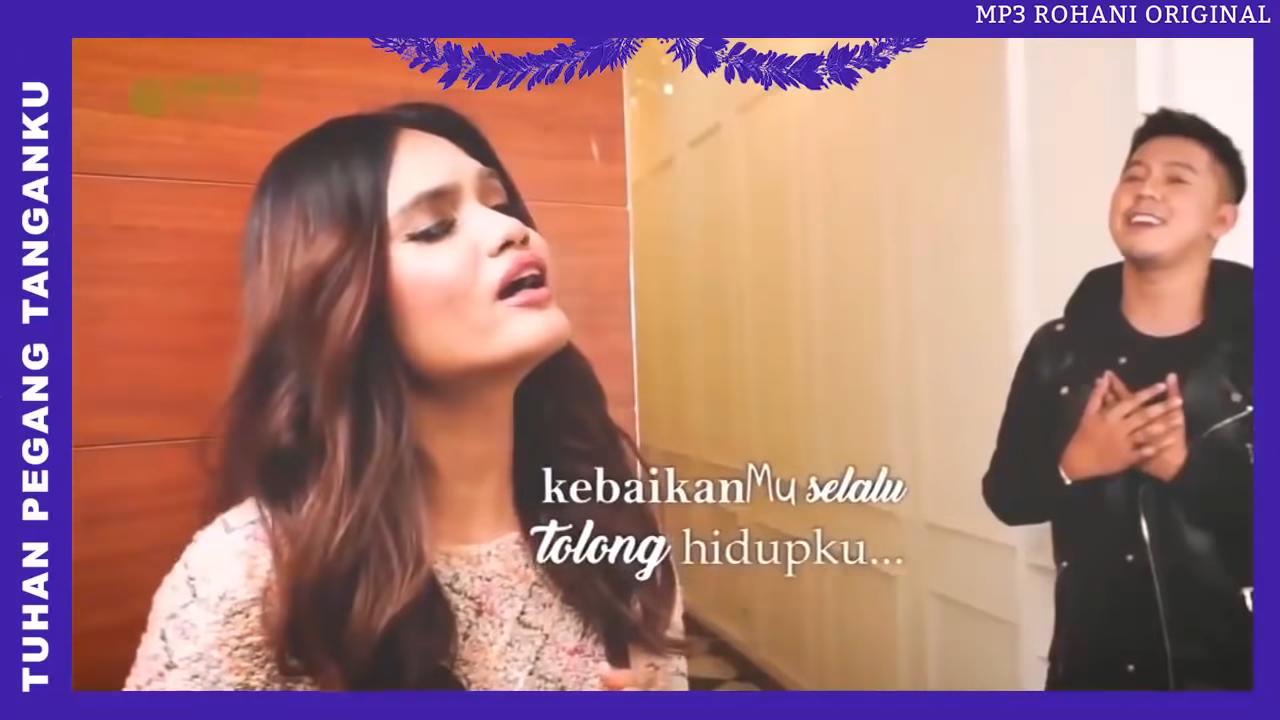 MP3 ROHANI ORIGINAL
TUHAN PEGANG TANGANKU
kebaikanMu selalu
tolong hidupku...